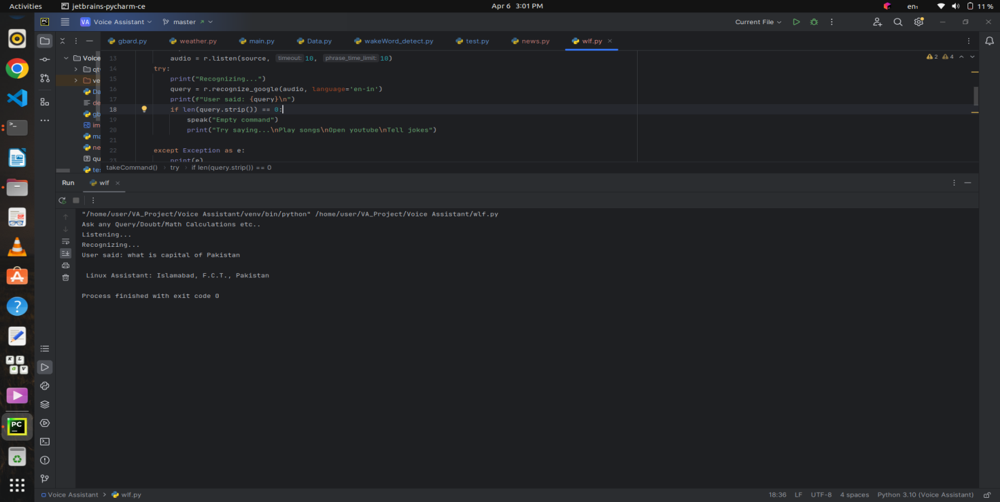 Activities
jetbrains-pycharm-ce
Apr 6 3:01 PM
en₁
11 %
PC
VA Voice Assistant
master
Current File
gbard.py
weather.py
main.py
Data.py
wakeWord_detect.py
test.py
news.py
wlf.py
Voice
qt
ve
Da
de
gb
im
ma
ne
qu
tes
2 4
13 audio = r.listen(source, timeout: 10, phrase_time_limit: 10)
14 try:
15 print("Recognizing...")
16 query = r.recognize_google(audio, language='en-in')
17 print(f"User said: {query}\n")
18 if len(query.strip()) == 0:
19 speak("Empty command")
20 print("Try saying...\nPlay songs\nOpen youtube\nTell jokes")
21
22 except Exception as e:
23 print(e)
takeCommand() › try › if len(query.strip()) == 0
Run
wlf
"/home/user/VA_Project/Voice Assistant/venv/bin/python" /home/user/VA_Project/Voice Assistant/wlf.py
Ask any Query/Doubt/Math Calculations etc..
Listening...
Recognizing...
User said: what is capital of Pakistan
Linux Assistant: Islamabad, F.C.T., Pakistan
Process finished with exit code 0
K L
a V
PC
Voice Assistant > wlf.py
18:36 LF UTF-8 4 spaces Python 3.10 (Voice Assistant)